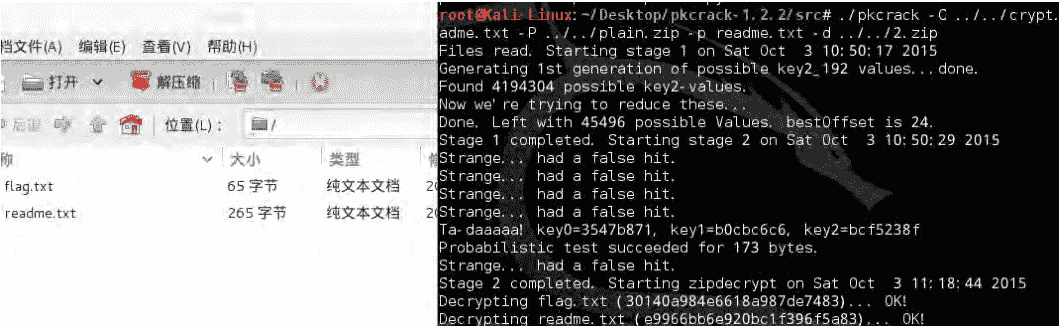 档文件(A) 编辑(E) 查看(V) 帮助(H)
打开 解压缩
后退 位置(L): /
称 大小 类型
flag.txt 65 字节 纯文本文档 20
readme.txt 265 字节 纯文本文档 20
root@Kali-Linux:~/Desktop/pkcrack-1.2.2/src# ./pkcrack -C ../../crypt
adme.txt -P ../../plain.zip -p readme.txt -d ../../2.zip
Files read. Starting stage 1 on Sat Oct  3 10:50:17 2015
Generating 1st generation of possible key2_192 values...done.
Found 4194304 possible key2-values.
Now we're trying to reduce these...
Done. Left with 45496 possible Values. bestOffset is 24.
Stage 1 completed. Starting stage 2 on Sat Oct  3 10:50:29 2015
Strange... had a false hit.
Strange... had a false hit.
Strange... had a false hit.
Strange... had a false hit.
Ta-daaaaa! key0=3547b871, key1=b0cbc6c6, key2=bcf5238f
Probabilistic test succeeded for 173 bytes.
Strange... had a false hit.
Stage 2 completed. Starting zipdecrypt on Sat Oct  3 11:18:44 2015
Decrypting flag.txt (30140a984e6618a987de7483)... OK!
Decrypting readme.txt (e9966bb6e920bc1f396f5a83)... OK!